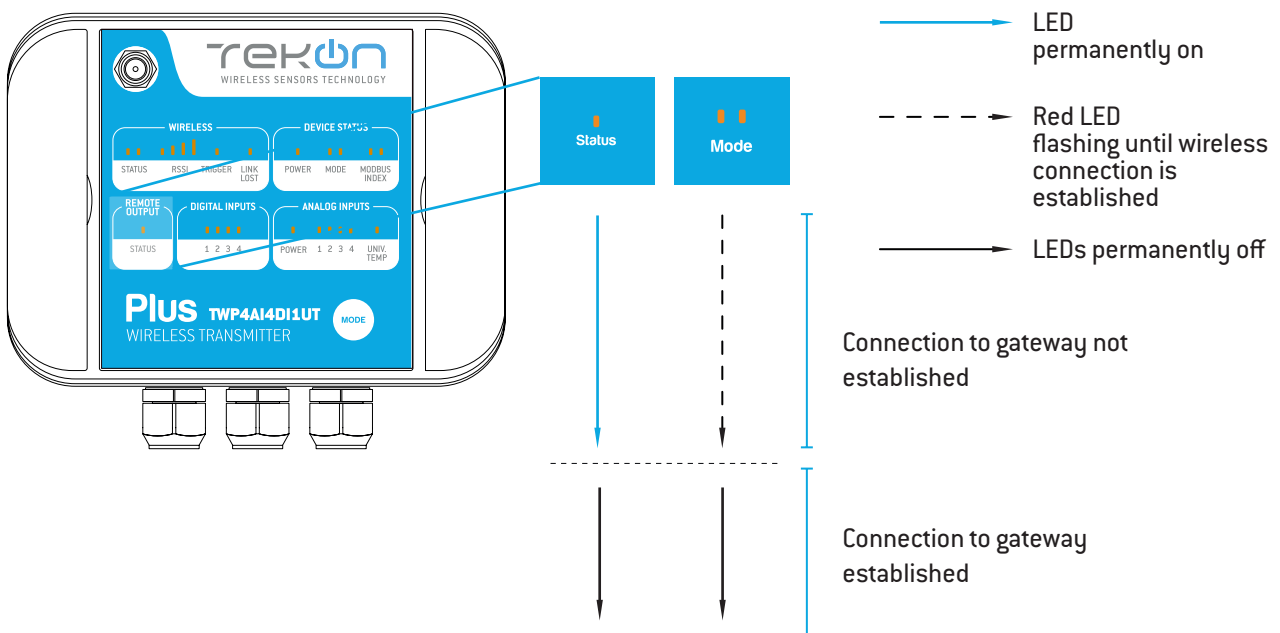 TEKON
WIRELESS SENSORS TECHNOLOGY
WIRELESS
DEVICE STATUS
STATUS RSSI TRIGGER LINK
LOST
POWER MODE MODBUS
INDEX
REMOTE
OUTPUT
DIGITAL INPUTS
ANALOG INPUTS
STATUS
1 2 3 4
POWER 1 2 3 4 UNIV.
TEMP
Plus TWP4AI4DI1UT
WIRELESS TRANSMITTER
MODE
Status
Mode
LED
permanently on
Red LED
flashing until wireless
connection is
established
LEDs permanently off
Connection to gateway not
established
Connection to gateway
established